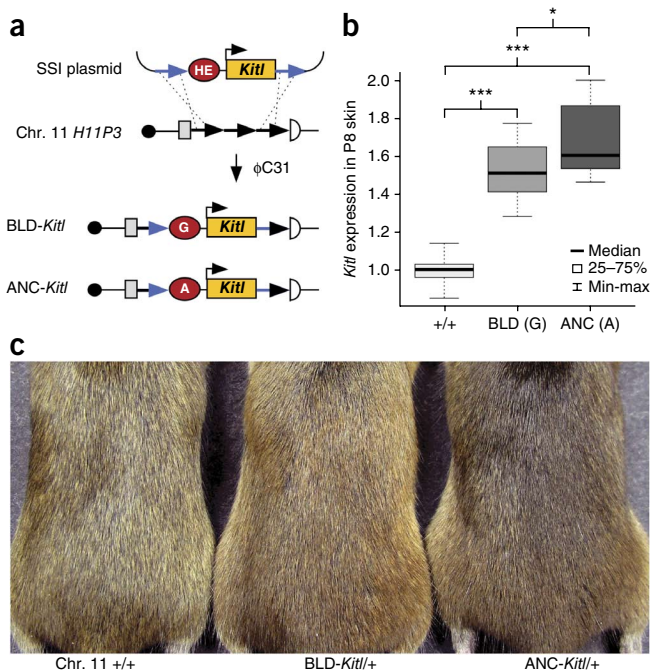 a
SSI plasmid
HE
Kitl
Chr. 11 H11P3
ϕC31
BLD-Kitl
G
Kitl
ANC-Kitl
A
Kitl
b
*
***
***
Kitl expression in P8 skin
2.0
1.8
1.6
1.4
1.2
1.0
Median
25–75%
Min-max
+/+
BLD (G)
ANC (A)
c
Chr. 11 +/+
BLD-Kitl/+
ANC-Kitl/+